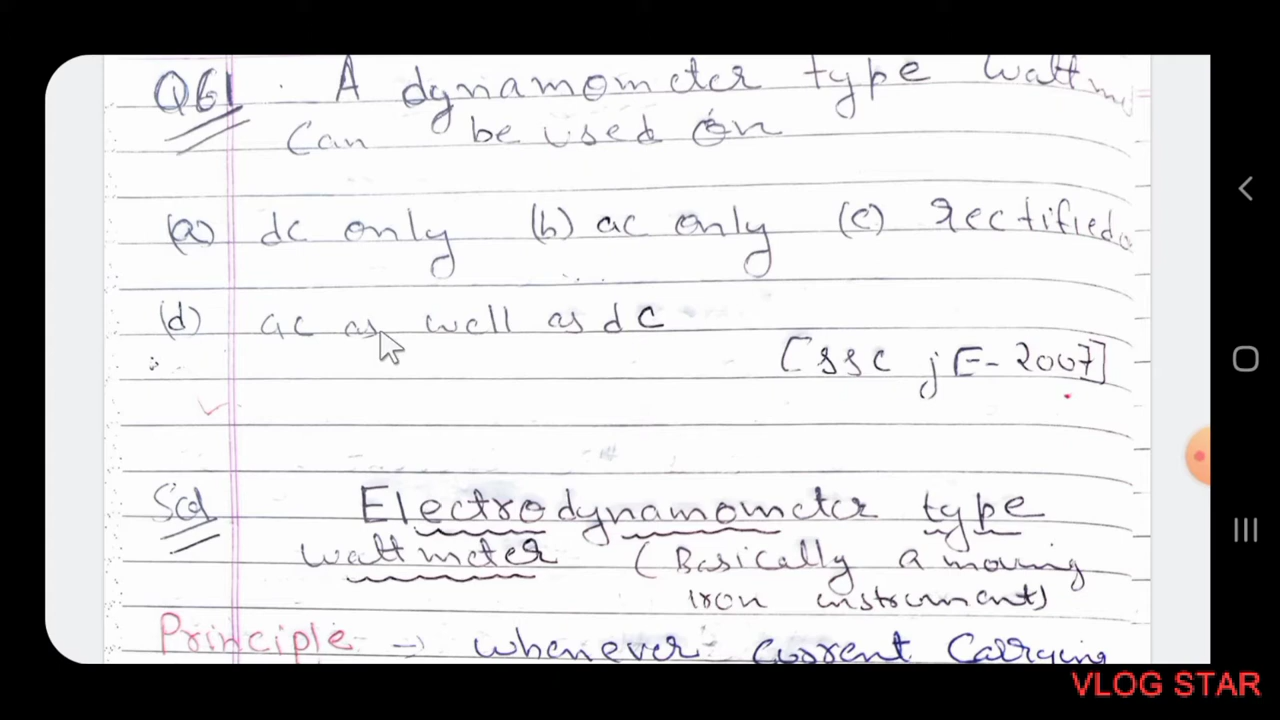 Q61. A dynamometer type wattm
can be used on
(a) dc only (b) ac only (c) rectified
(d) ac as well as dc
[SSC JE-2007]
Sol Electrodynamometer type
wattmeter (Basically a moving
iron instrument)
Principle → whenever current carrying
VLOG STAR